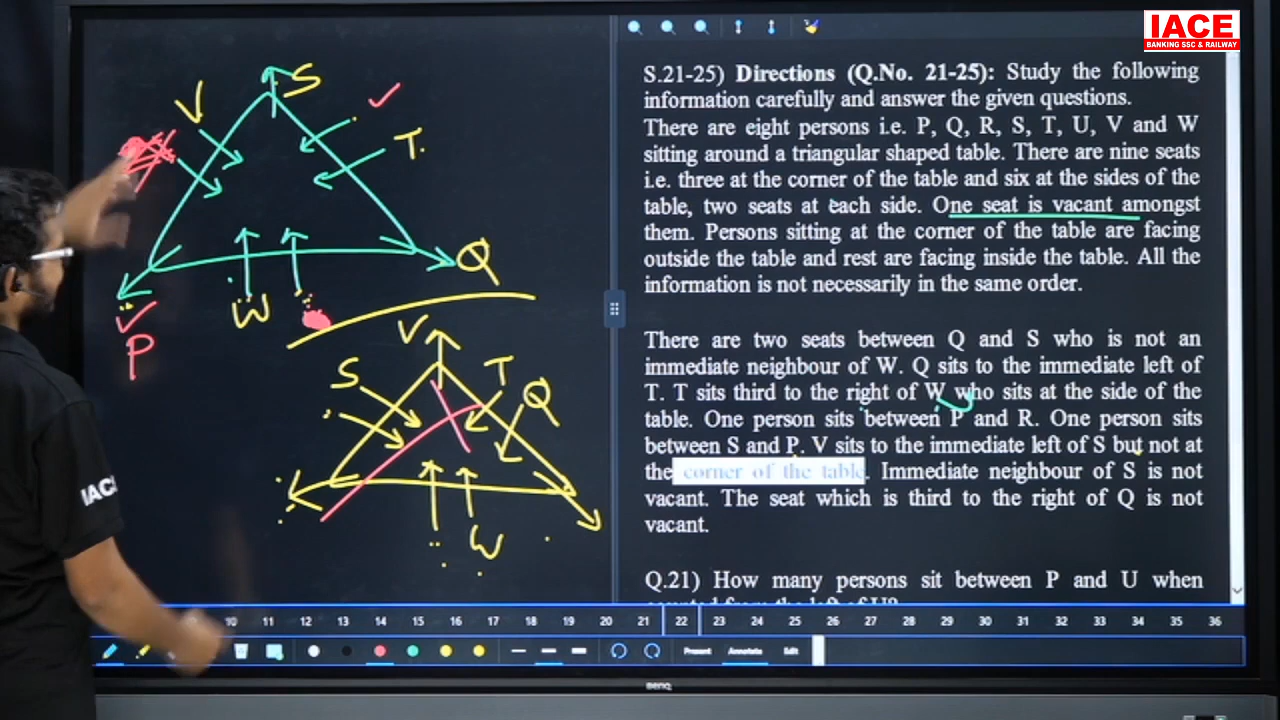 IACE
BANKING SSC & RAILWAY
S.21-25) Directions (Q.No. 21-25): Study the following
information carefully and answer the given questions.
There are eight persons i.e. P, Q, R, S, T, U, V and W
sitting around a triangular shaped table. There are nine seats
i.e. three at the corner of the table and six at the sides of the
table, two seats at each side. One seat is vacant amongst
them. Persons sitting at the corner of the table are facing
outside the table and rest are facing inside the table. All the
information is not necessarily in the same order.
There are two seats between Q and S who is not an
immediate neighbour of W. Q sits to the immediate left of
T. T sits third to the right of W who sits at the side of the
table. One person sits between P and R. One person sits
between S and P. V sits to the immediate left of S but not at
the corner of the table. Immediate neighbour of S is not
vacant. The seat which is third to the right of Q is not
vacant.
Q.21) How many persons sit between P and U when
S
V
T.
Q
W
P
V
S
T
Q
W
IACE
10 11 12 13 14 15 16 17 18 19 20 21 22 23 24 25 26 27 28 29 30 31 32 33 34 35 36
Present Annotate Edit
BenQ